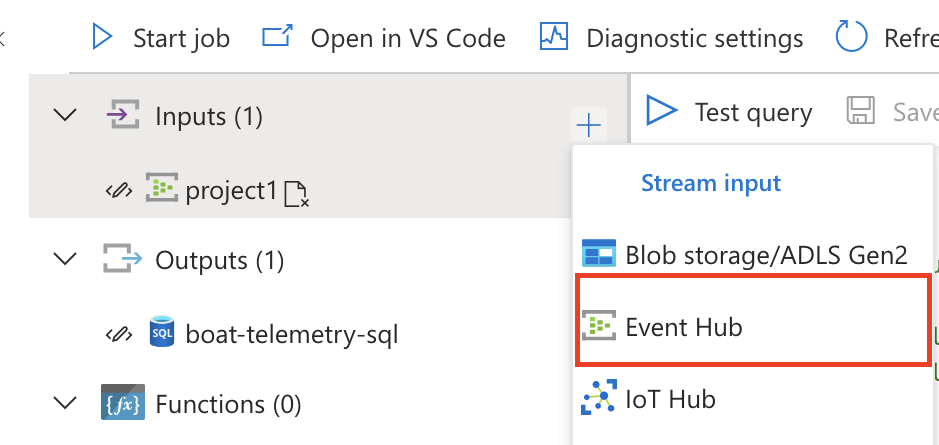 Start job
Open in VS Code
Diagnostic settings
Refre
Inputs (1)
Test query
Save
project1
Stream input
Blob storage/ADLS Gen2
Outputs (1)
Event Hub
SQL
boat-telemetry-sql
IoT Hub
{fx}
Functions (0)